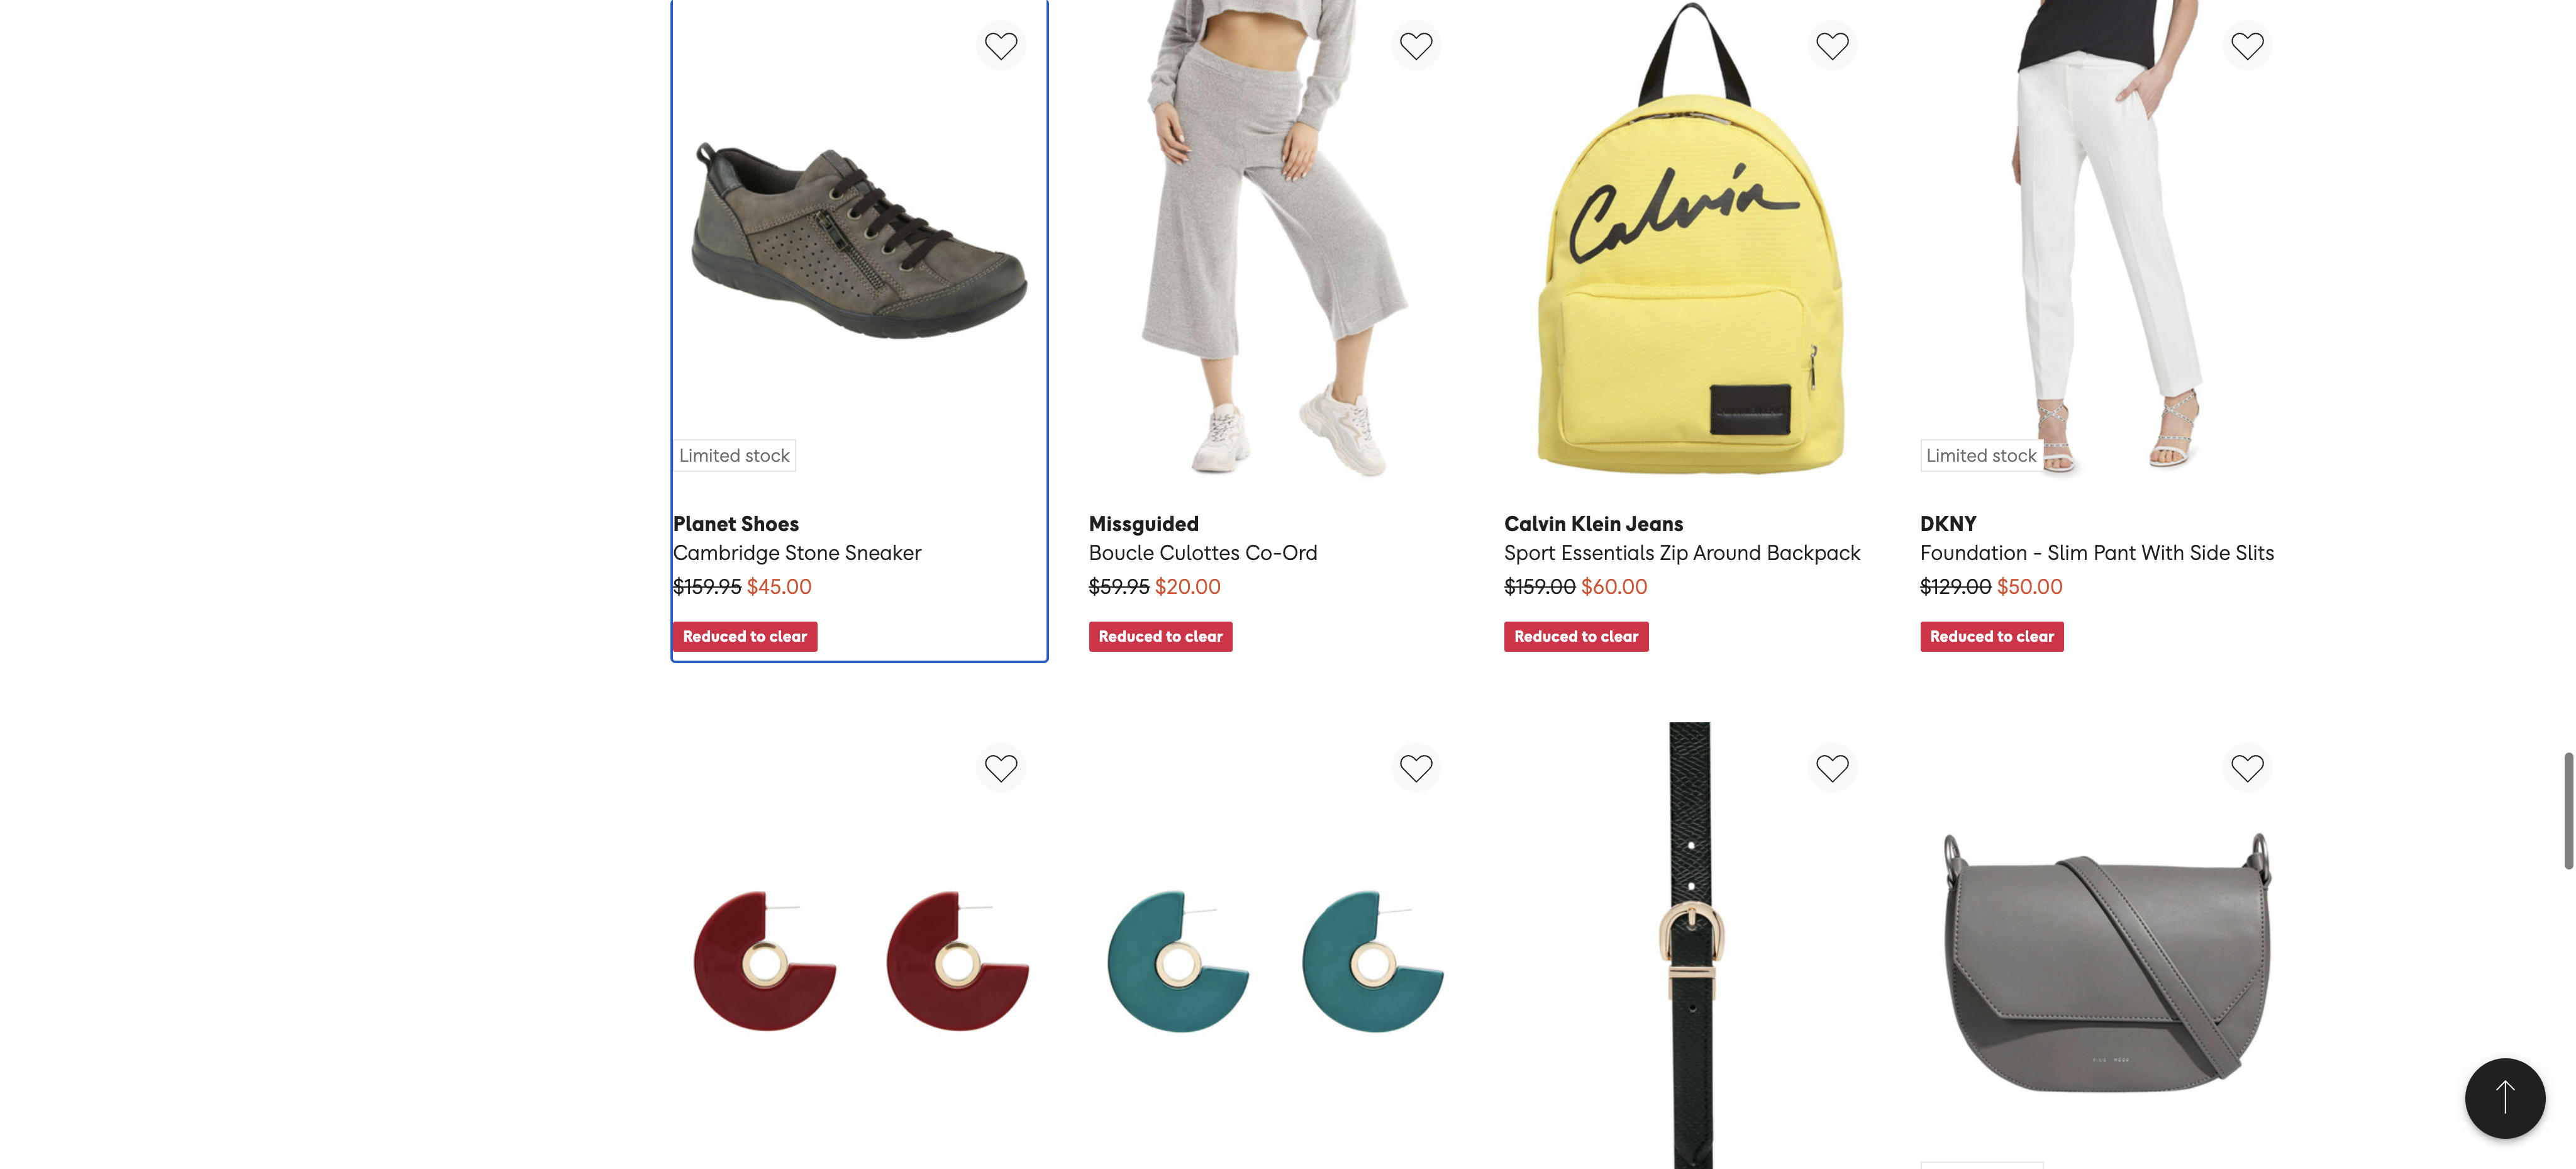 Calvin
Limited stock
Limited stock
Planet Shoes
Cambridge Stone Sneaker
$159.95 $45.00
Reduced to clear
Missguided
Boucle Culottes Co-Ord
$59.95 $20.00
Reduced to clear
Calvin Klein Jeans
Sport Essentials Zip Around Backpack
$159.00 $60.00
Reduced to clear
DKNY
Foundation - Slim Pant With Side Slits
$129.00 $50.00
Reduced to clear